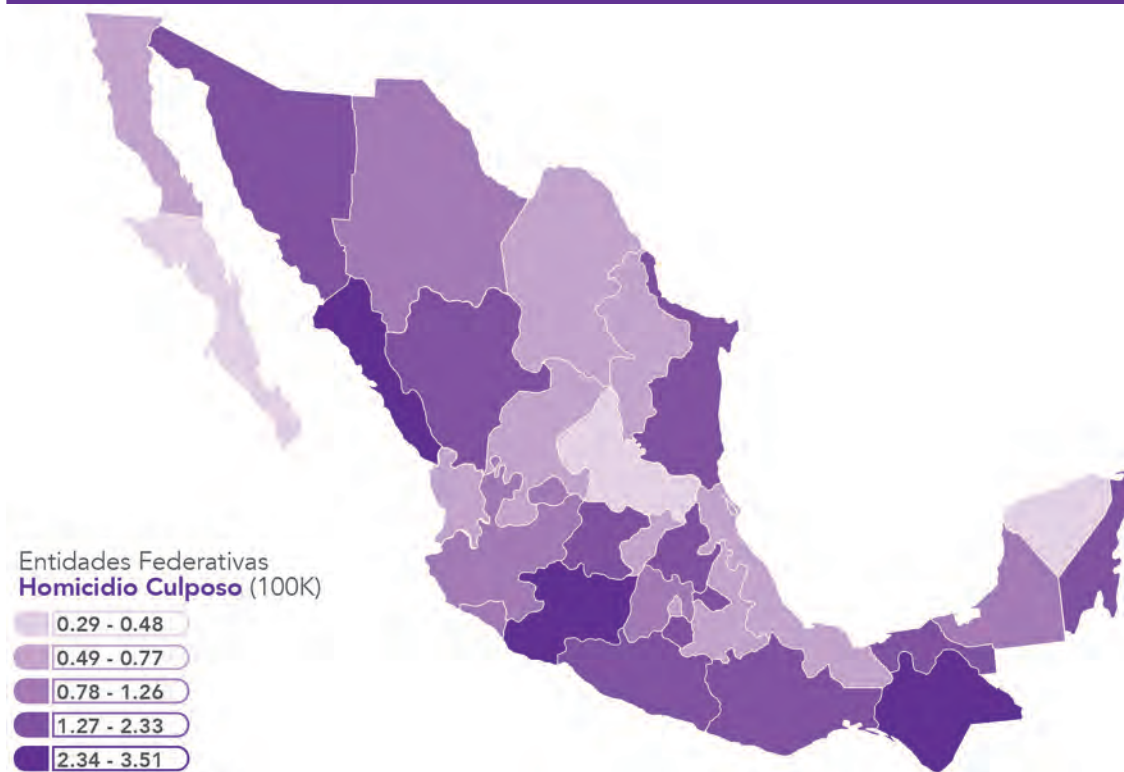 Entidades Federativas
Homicidio Culposo (100K)
0.29 - 0.48
0.49 - 0.77
0.78 - 1.26
1.27 - 2.33
2.34 - 3.51